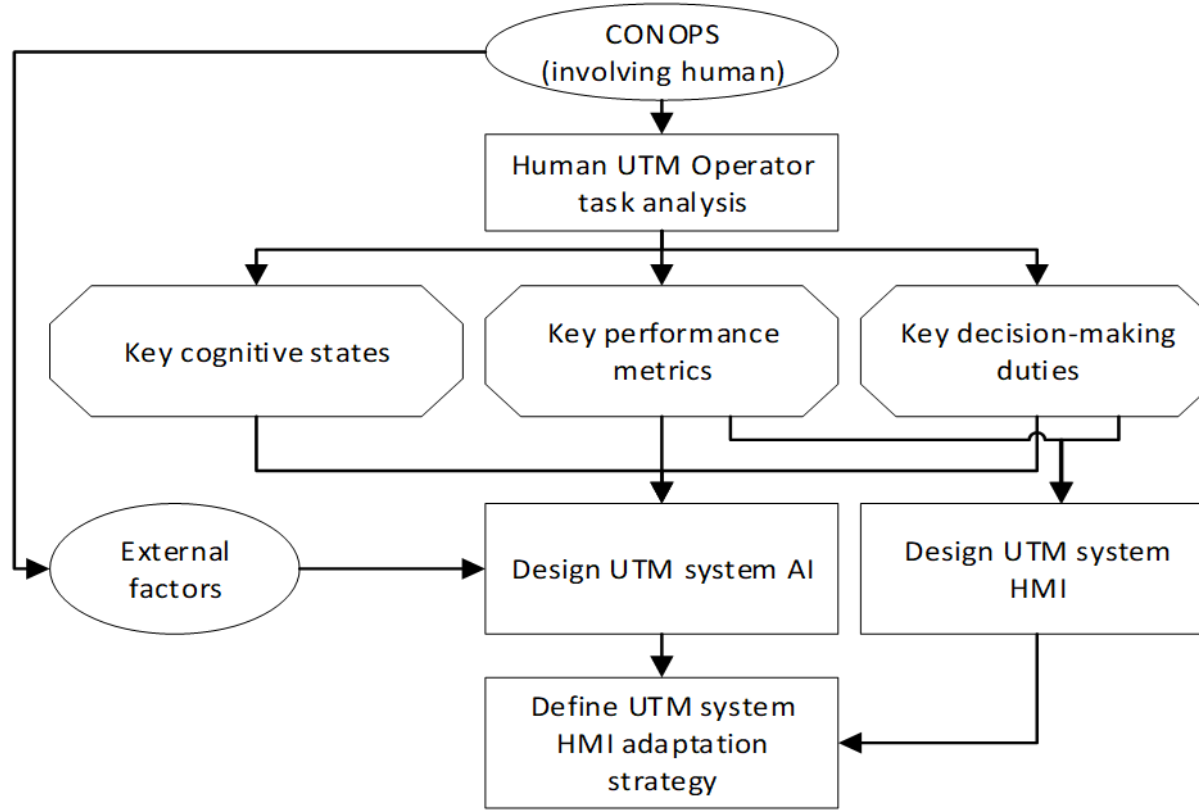 CONOPS
(involving human)
Human UTM Operator
task analysis
Key cognitive states
Key performance
metrics
Key decision-making
duties
External
factors
Design UTM system AI
Design UTM system
HMI
Define UTM system
HMI adaptation
strategy